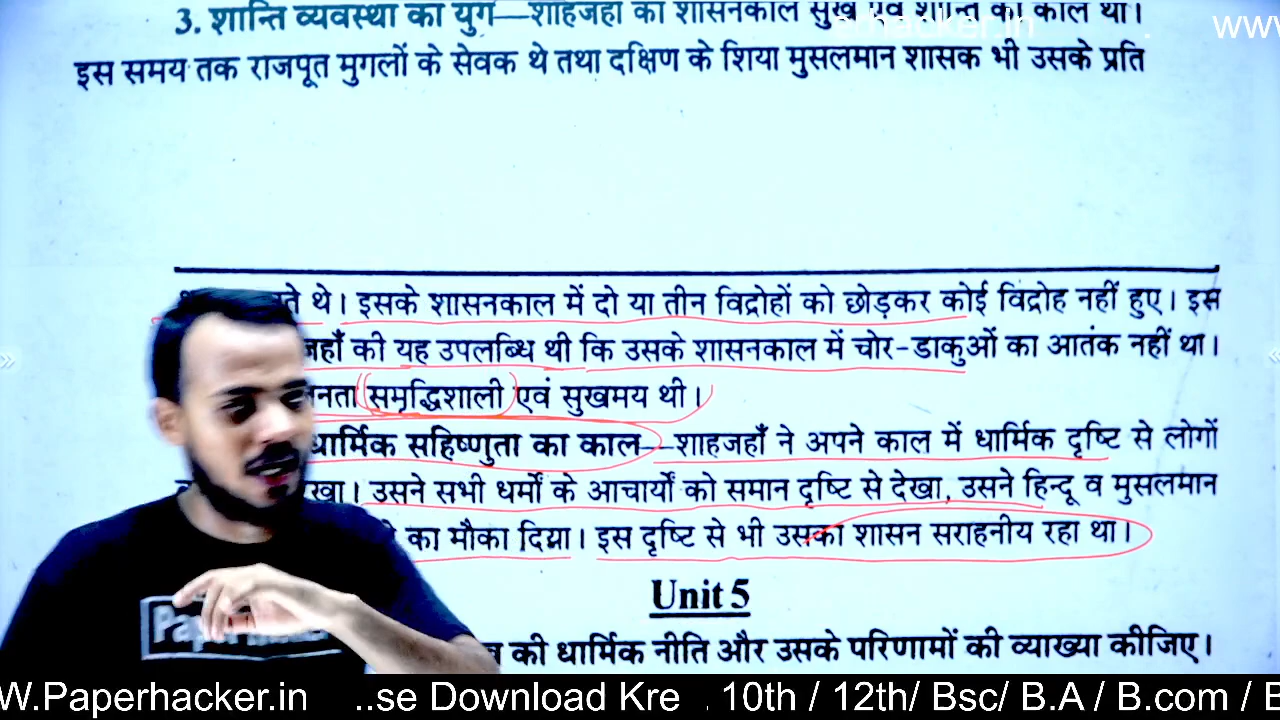 3. शान्ति व्यवस्था का युग—शाहजहाँ का शासनकाल सुख एवं शान्ति का काल था।
इस समय तक राजपूत मुगलों के सेवक थे तथा दक्षिण के शिया मुसलमान शासक भी उसके प्रति
थे। इसके शासनकाल में दो या तीन विद्रोहों को छोड़कर कोई विद्रोह नहीं हुए। इस
की यह उपलब्धि थी कि उसके शासनकाल में चोर-डाकुओं का आतंक नहीं था।
समृद्धिशाली एवं सुखमय थी।
धार्मिक सहिष्णुता का काल—शाहजहाँ ने अपने काल में धार्मिक दृष्टि से लोगों
उसने सभी धर्मों के आचार्यों को समान दृष्टि से देखा, उसने हिन्दू व मुसलमान
का मौका दिया। इस दृष्टि से भी उसका शासन सराहनीय रहा था।
Unit 5
की धार्मिक नीति और उसके परिणामों की व्याख्या कीजिए।
W.Paperhacker.in ..se Download Kre . 10th / 12th/ Bsc/ B.A / B.com /